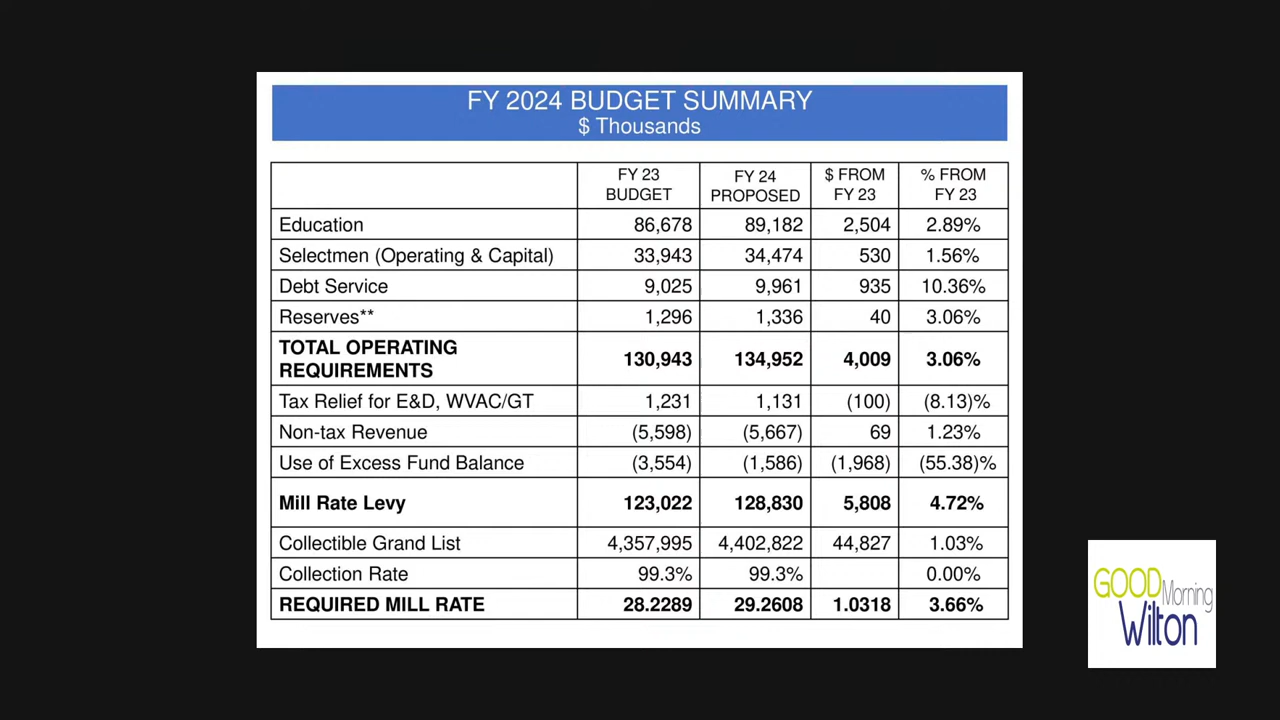 FY 2024 BUDGET SUMMARY
$ Thousands
FY 23 BUDGET FY 24 PROPOSED $ FROM FY 23 % FROM FY 23
Education 86,678 89,182 2,504 2.89%
Selectmen (Operating & Capital) 33,943 34,474 530 1.56%
Debt Service 9,025 9,961 935 10.36%
Reserves** 1,296 1,336 40 3.06%
TOTAL OPERATING REQUIREMENTS 130,943 134,952 4,009 3.06%
Tax Relief for E&D, WVAC/GT 1,231 1,131 (100) (8.13)%
Non-tax Revenue (5,598) (5,667) 69 1.23%
Use of Excess Fund Balance (3,554) (1,586) (1,968) (55.38)%
Mill Rate Levy 123,022 128,830 5,808 4.72%
Collectible Grand List 4,357,995 4,402,822 44,827 1.03%
Collection Rate 99.3% 99.3% 0.00%
REQUIRED MILL RATE 28.2289 29.2608 1.0318 3.66%
GOOD Morning
Wilton